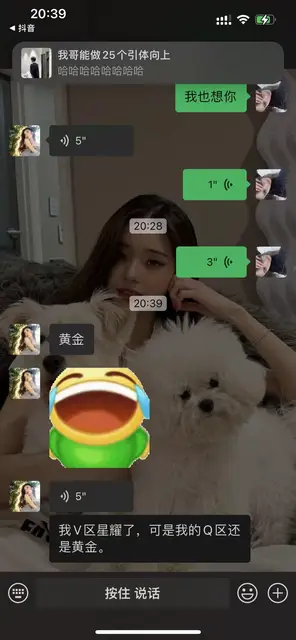 20:39
抖音
我哥能做25个引体向上
哈哈哈哈哈哈哈哈
我也想你
5"
1"
20:28
3"
20:39
黄金
5"
我V区星耀了，可是我的Q区还
是黄金。
按住 说话